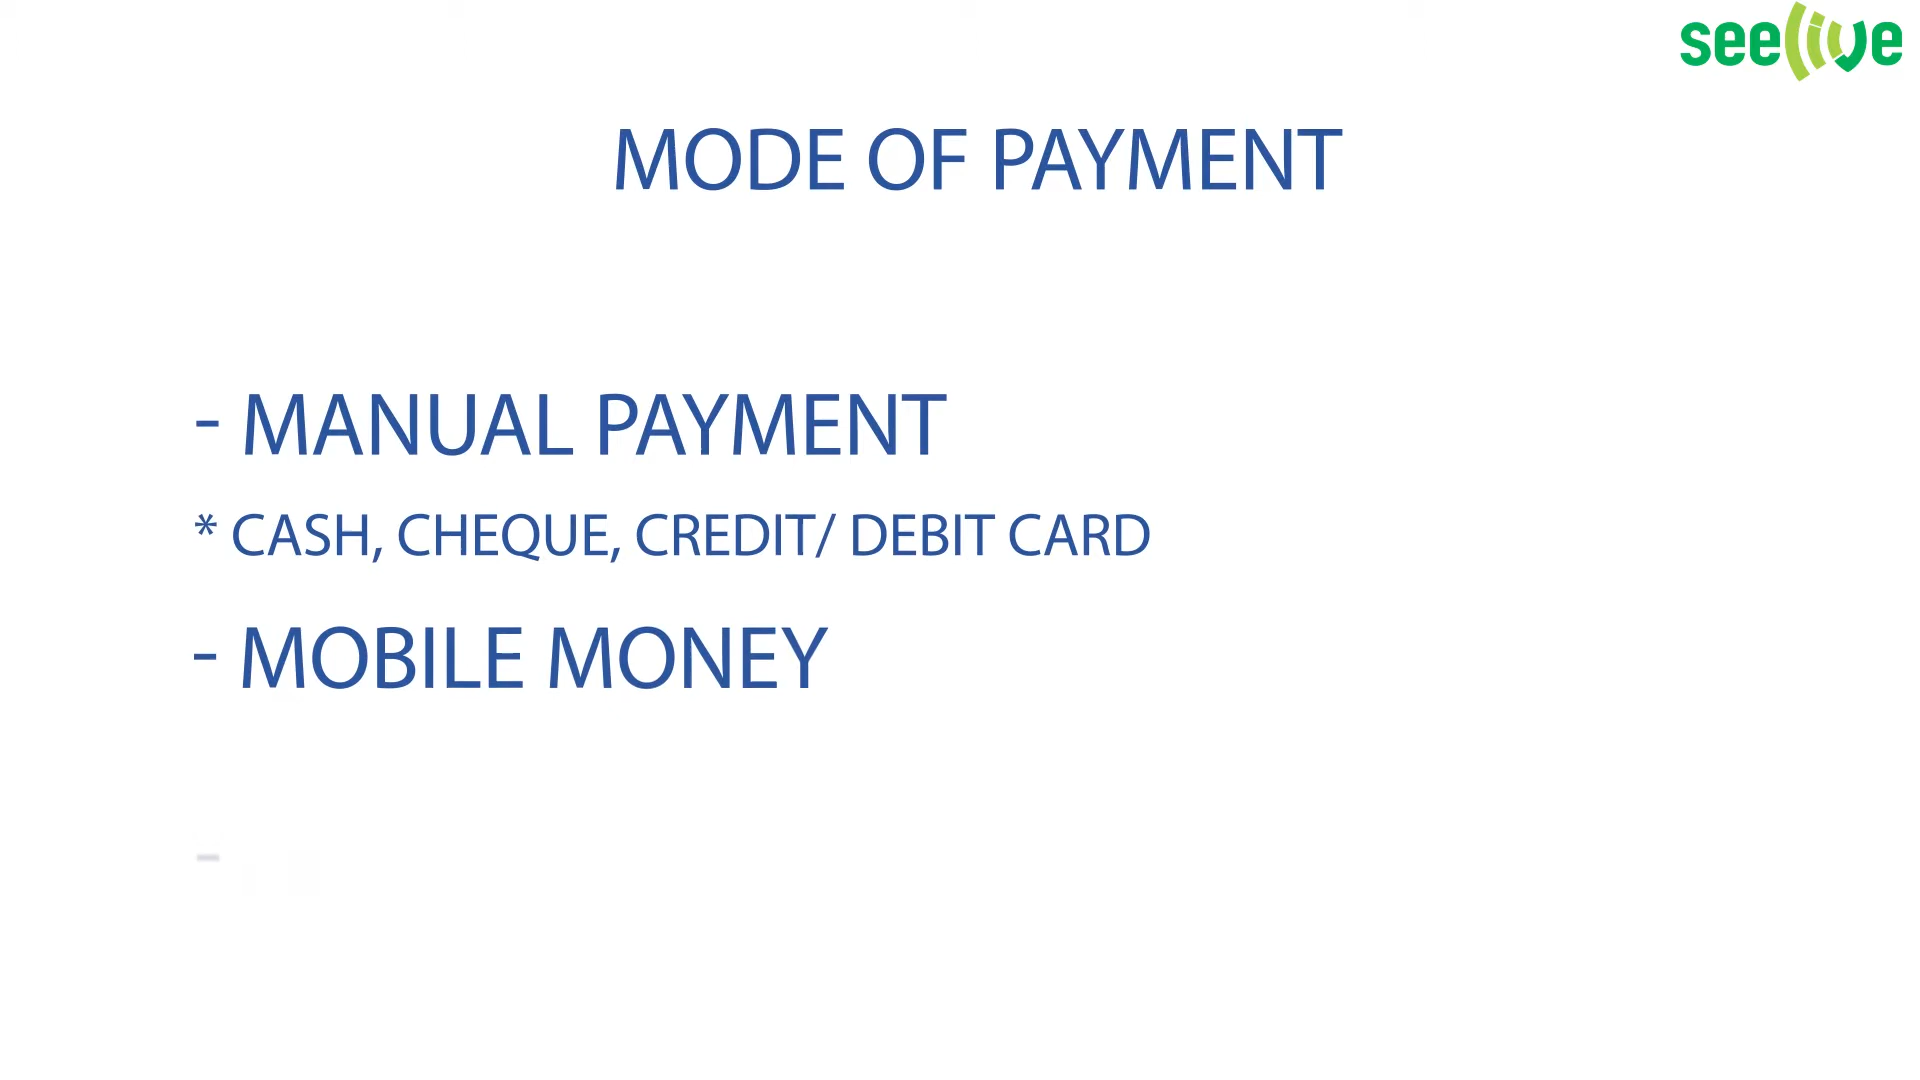 seelive
MODE OF PAYMENT
- MANUAL PAYMENT
* CASH, CHEQUE, CREDIT/ DEBIT CARD
- MOBILE MONEY
-